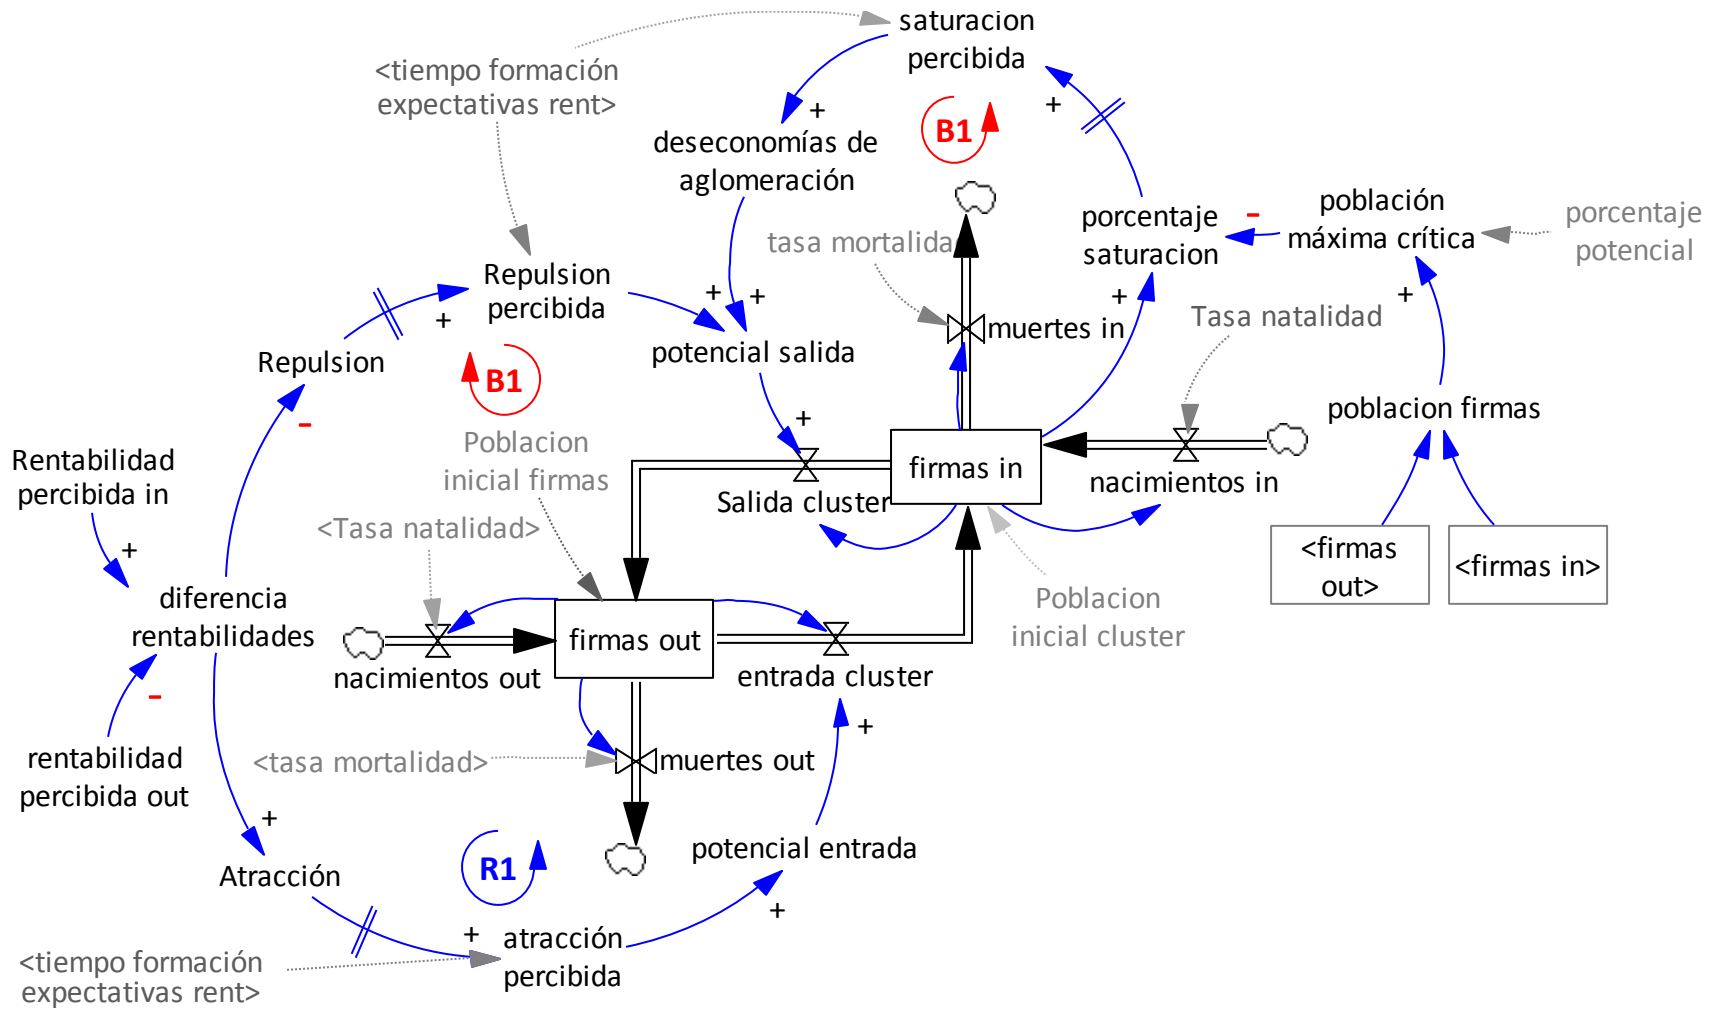 saturacion
percibida
<tiempo formación
expectativas rent>
+
+
B1
deseconomías de
aglomeración
población
máxima crítica
porcentaje
potencial
porcentaje
saturacion
-
tasa mortalidad
Repulsion
percibida
+
+
+
+
+
Tasa natalidad
muertes in
potencial salida
Repulsion
B1
-
+
poblacion firmas
Poblacion
inicial firmas
Rentabilidad
percibida in
firmas in
nacimientos in
Salida cluster
<Tasa natalidad>
+
<firmas
out>
<firmas in>
diferencia
rentabilidades
Poblacion
inicial cluster
firmas out
nacimientos out
entrada cluster
-
+
rentabilidad
percibida out
<tasa mortalidad>
muertes out
+
potencial entrada
R1
Atracción
+
+
atracción
percibida
<tiempo formación
expectativas rent>